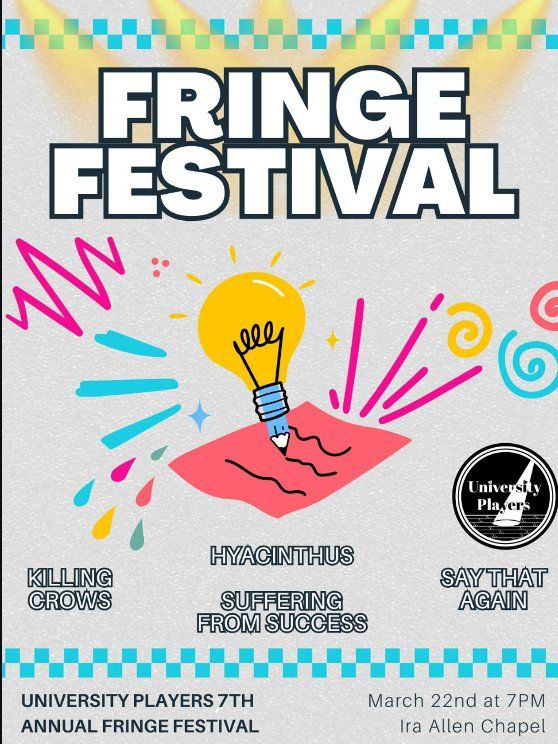 FRINGE
FESTIVAL
University
Players
HYACINTHUS
KILLING
CROWS
SUFFERING
FROM SUCCESS
SAY THAT
AGAIN
UNIVERSITY PLAYERS 7TH
ANNUAL FRINGE FESTIVAL
March 22nd at 7PM
Ira Allen Chapel